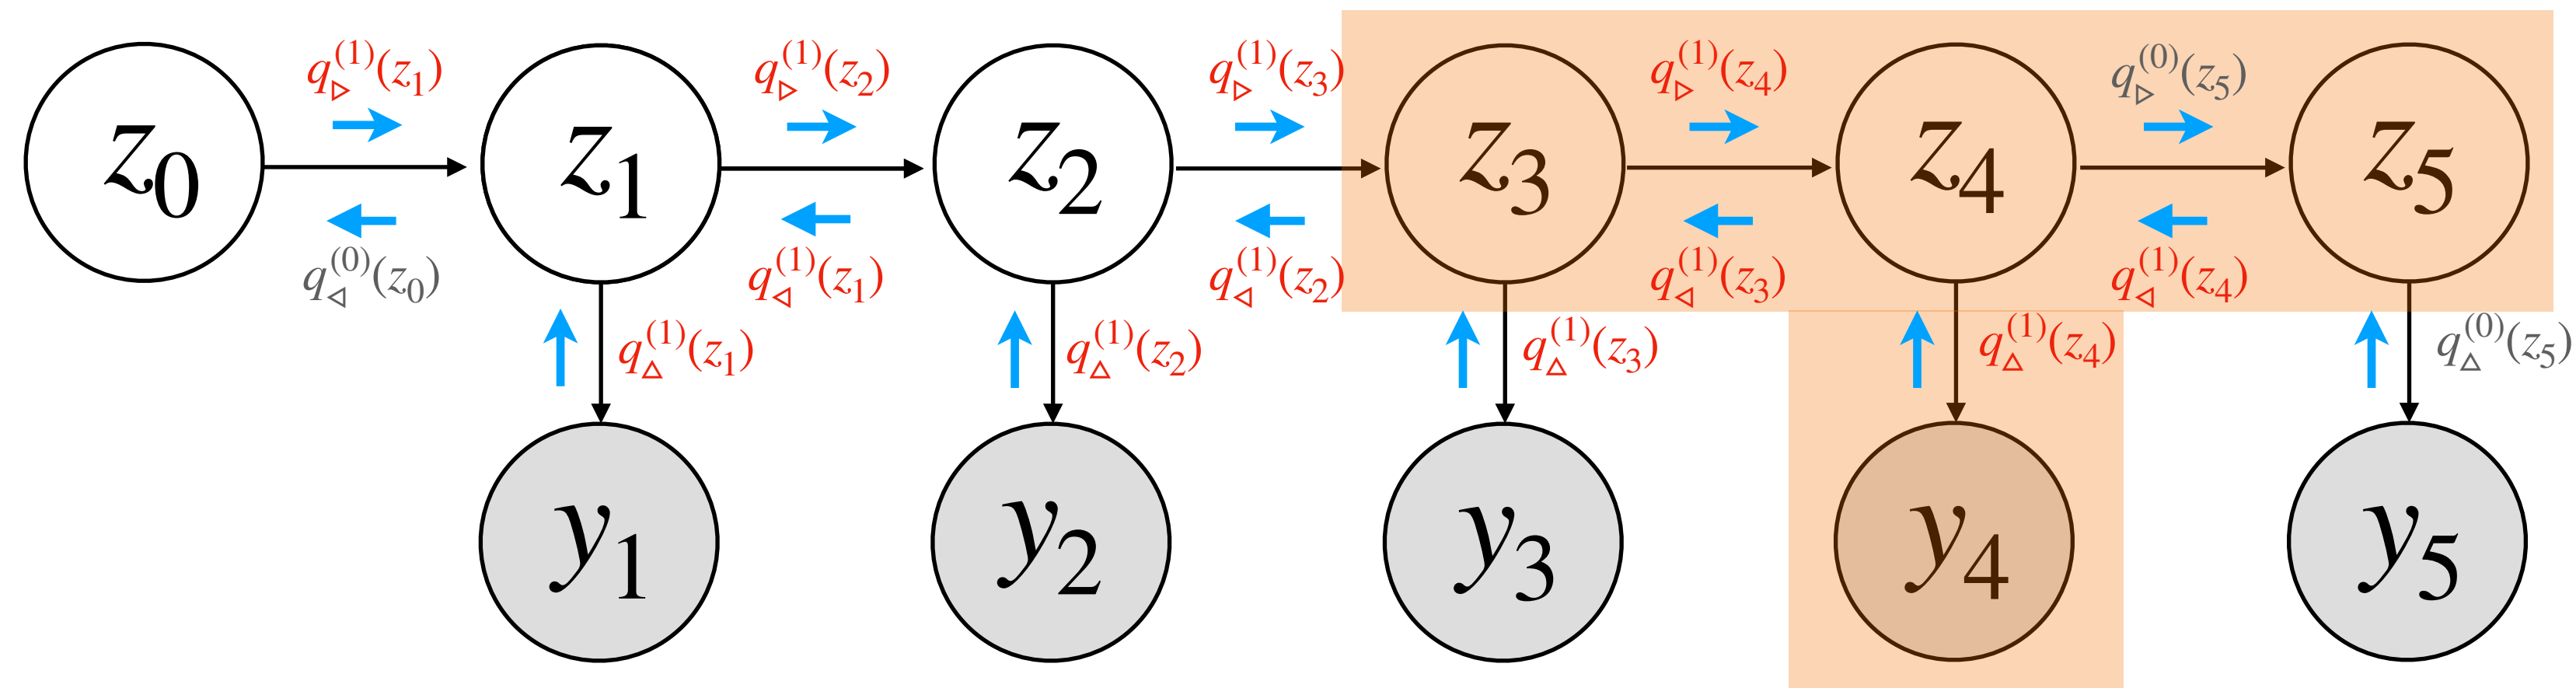 q▷^(1)(z1) q▷^(1)(z2) q▷^(1)(z3) q▷^(1)(z4) q▷^(0)(z5)
z0 z1 z2 z3 z4 z5
q◁^(0)(z0) q◁^(1)(z1) q◁^(1)(z2) q◁^(1)(z3) q◁^(1)(z4)
q△^(1)(z1) q△^(1)(z2) q△^(1)(z3) q△^(1)(z4) q△^(0)(z5)
y1 y2 y3 y4 y5